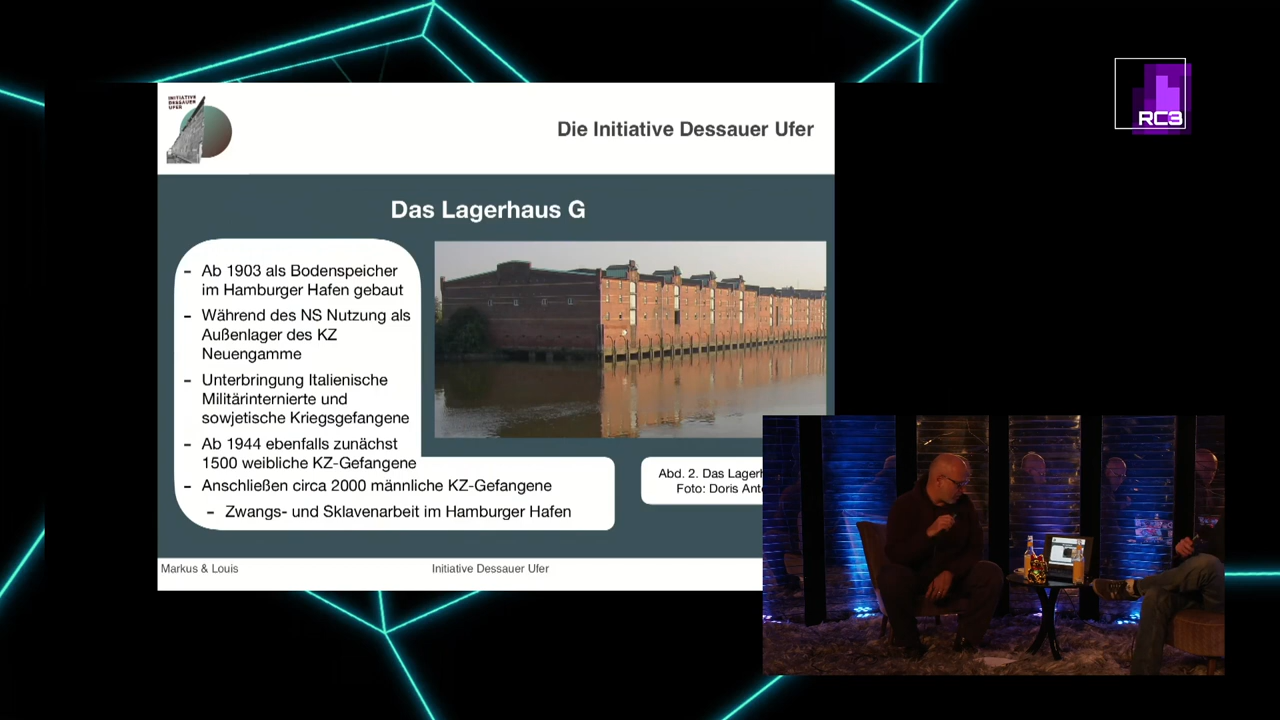 RC3
INITIATIVE
DESSAUER
UFER
Die Initiative Dessauer Ufer
Das Lagerhaus G
- Ab 1903 als Bodenspeicher
im Hamburger Hafen gebaut
- Während des NS Nutzung als
Außenlager des KZ
Neuengamme
- Unterbringung Italienische
Militärinternierte und
sowjetische Kriegsgefangene
- Ab 1944 ebenfalls zunächst
1500 weibliche KZ-Gefangene
- Anschließen circa 2000 männliche KZ-Gefangene
- Zwangs- und Sklavenarbeit im Hamburger Hafen
Abd. 2. Das Lagerh
Foto: Doris Ant
Markus & Louis
Initiative Dessauer Ufer